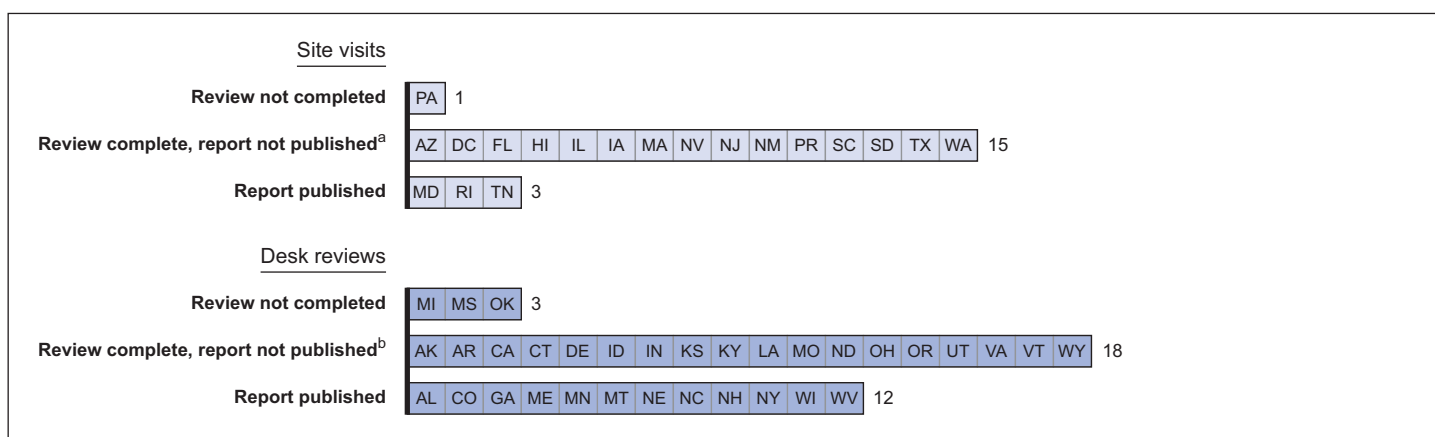 Site visits
Review not completed PA 1
Review complete, report not publishedᵃ AZ DC FL HI IL IA MA NV NJ NM PR SC SD TX WA 15
Report published MD RI TN 3
Desk reviews
Review not completed MI MS OK 3
Review complete, report not publishedᵇ AK AR CA CT DE ID IN KS KY LA MO ND OH OR UT VA VT WY 18
Report published AL CO GA ME MN MT NE NC NH NY WI WV 12